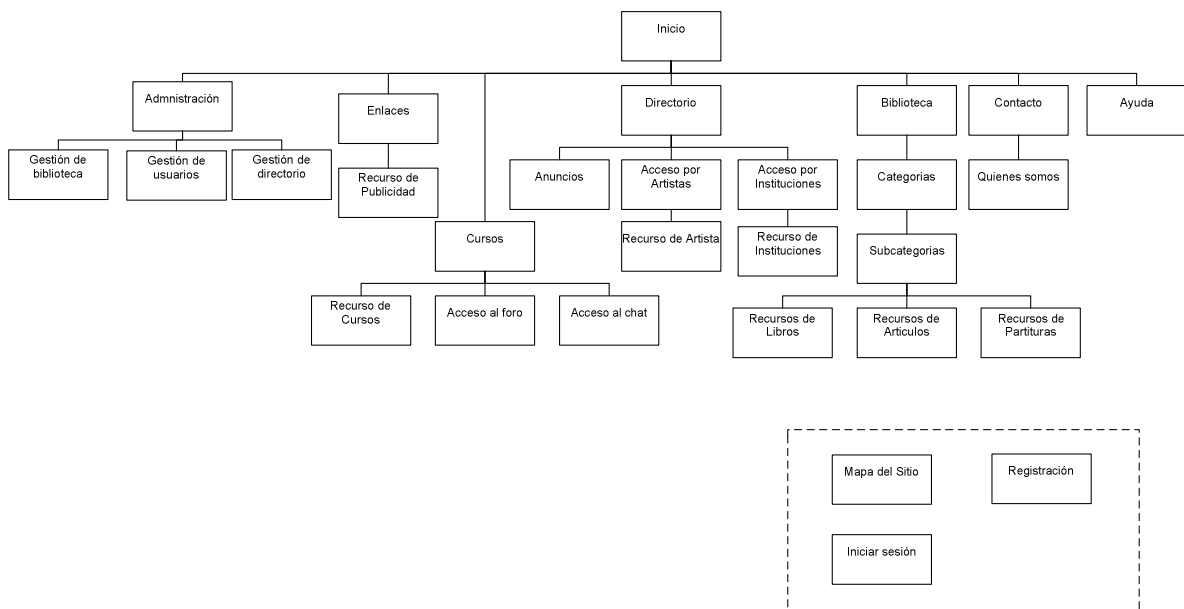 Inicio
Admnistración
Enlaces
Directorio
Biblioteca
Contacto
Ayuda
Gestión de
biblioteca
Gestión de
usuarios
Gestión de
directorio
Recurso de
Publicidad
Anuncios
Acceso por
Artistas
Acceso por
Instituciones
Categorias
Quienes somos
Cursos
Recurso de Artista
Recurso de
Instituciones
Subcategorias
Recurso de
Cursos
Acceso al foro
Acceso al chat
Recursos de
Libros
Recursos de
Articulos
Recursos de
Partituras
Mapa del Sitio
Registración
Iniciar sesión